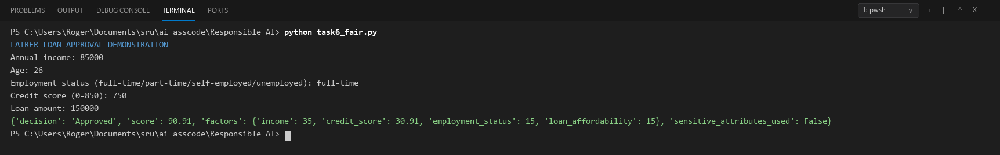 PROBLEMS OUTPUT DEBUG CONSOLE TERMINAL PORTS 1: pwsh v + || ^ X
PS C:\Users\Roger\Documents\sru\ai asscode\Responsible_AI> python task6_fair.py
FAIRER LOAN APPROVAL DEMONSTRATION
Annual income: 85000
Age: 26
Employment status (full-time/part-time/self-employed/unemployed): full-time
Credit score (0-850): 750
Loan amount: 150000
{'decision': 'Approved', 'score': 90.91, 'factors': {'income': 35, 'credit_score': 30.91, 'employment_status': 15, 'loan_affordability': 15}, 'sensitive_attributes_used': False}
PS C:\Users\Roger\Documents\sru\ai asscode\Responsible_AI>